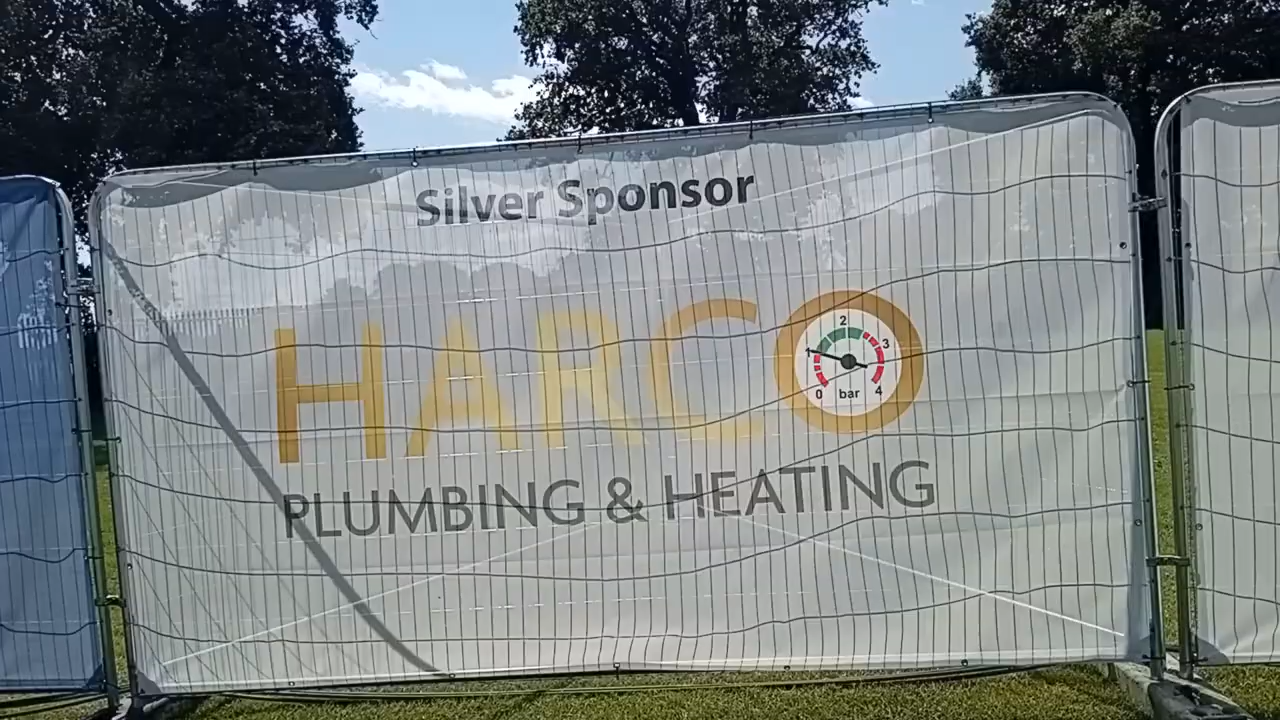 Silver Sponsor
HARCO
2
1 3
0 bar 4
PLUMBING & HEATING